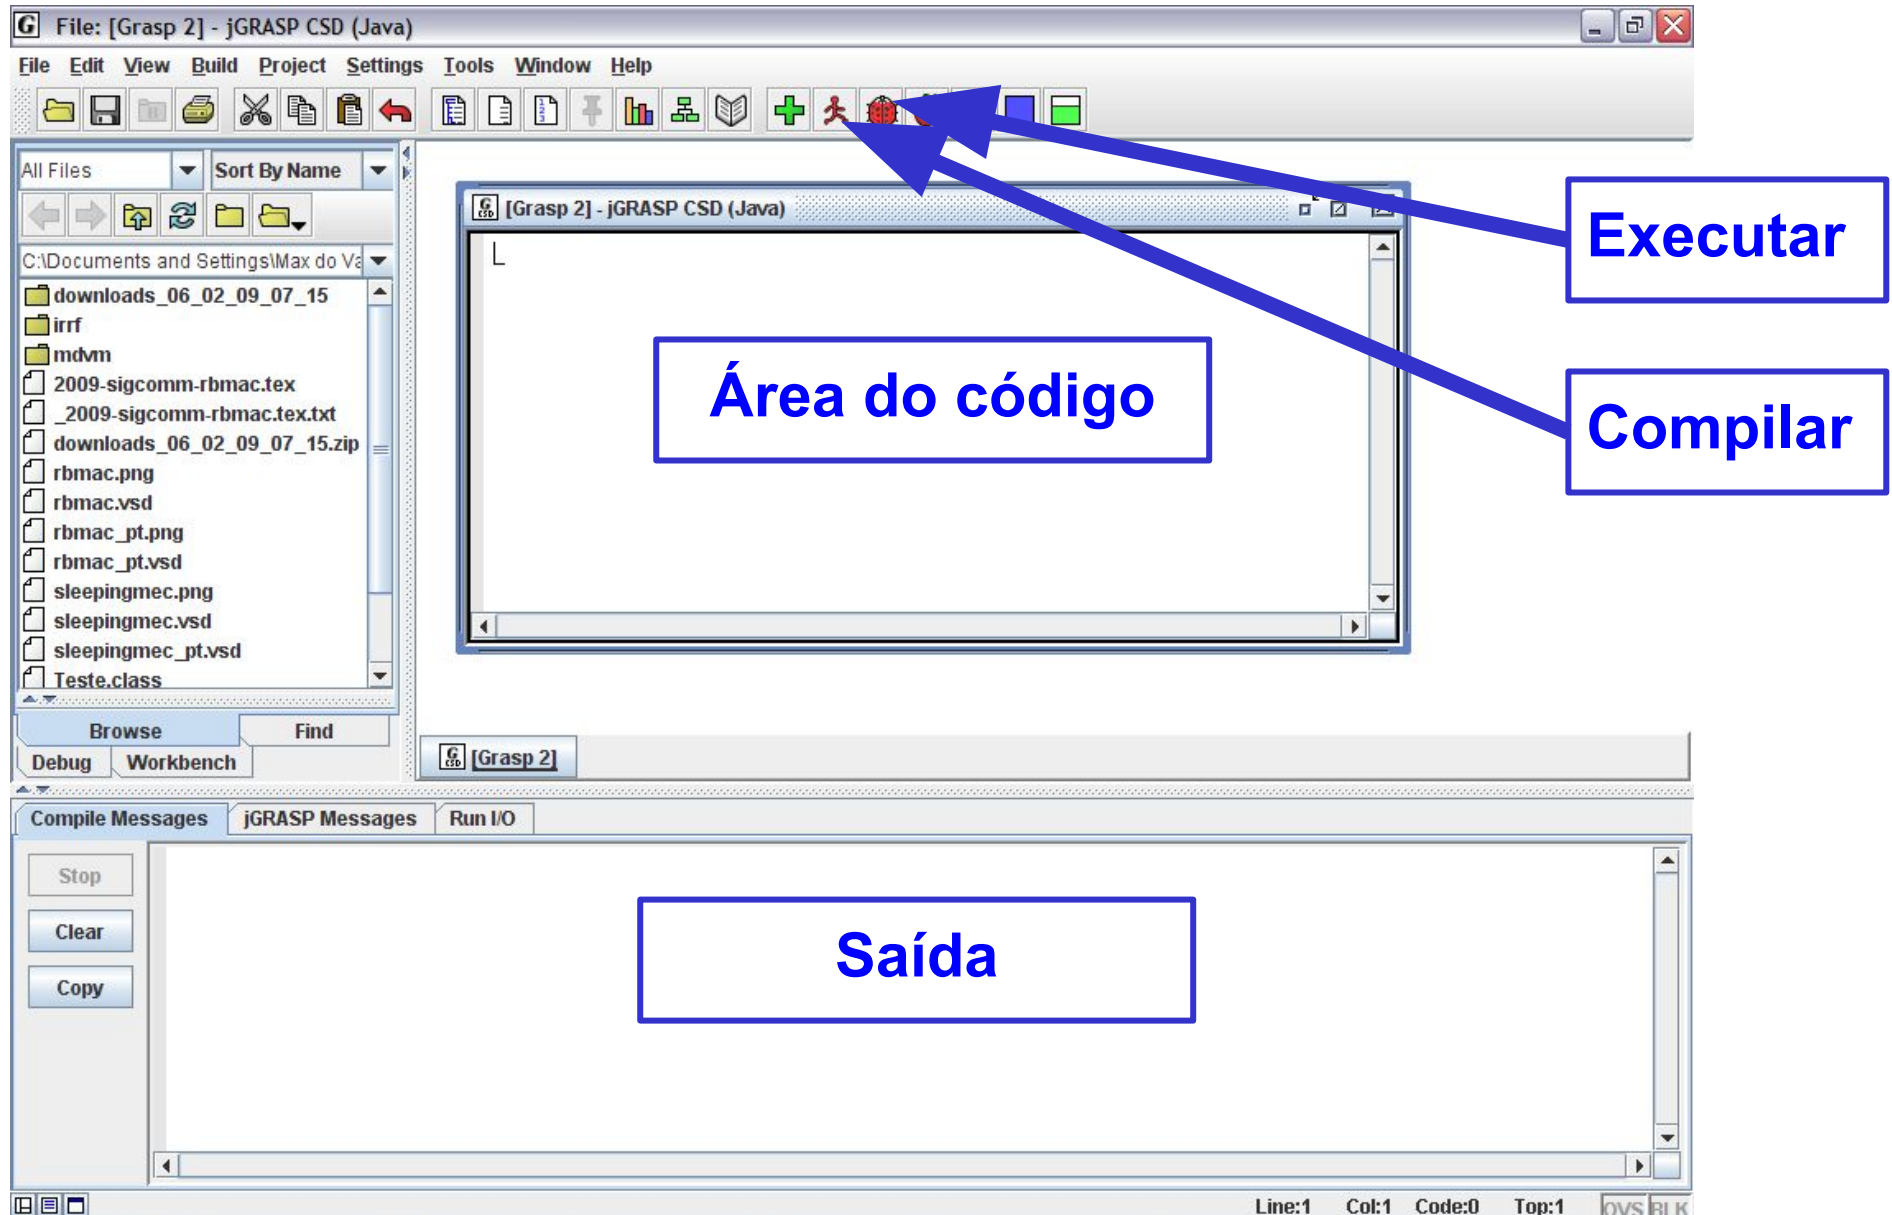 File: [Grasp 2] - jGRASP CSD (Java)
File Edit View Build Project Settings Tools Window Help
All Files Sort By Name
C:\Documents and Settings\Max do Va
downloads_06_02_09_07_15
irrf
mdvm
2009-sigcomm-rbmac.tex
_2009-sigcomm-rbmac.tex.txt
downloads_06_02_09_07_15.zip
rbmac.png
rbmac.vsd
rbmac_pt.png
rbmac_pt.vsd
sleepingmec.png
sleepingmec.vsd
sleepingmec_pt.vsd
Teste.class
Browse Find
Debug Workbench
[Grasp 2] - jGRASP CSD (Java)
Área do código
Executar
Compilar
[Grasp 2]
Compile Messages jGRASP Messages Run I/O
Stop
Clear
Copy
Saída
Line:1 Col:1 Code:0 Top:1 OVS BLK